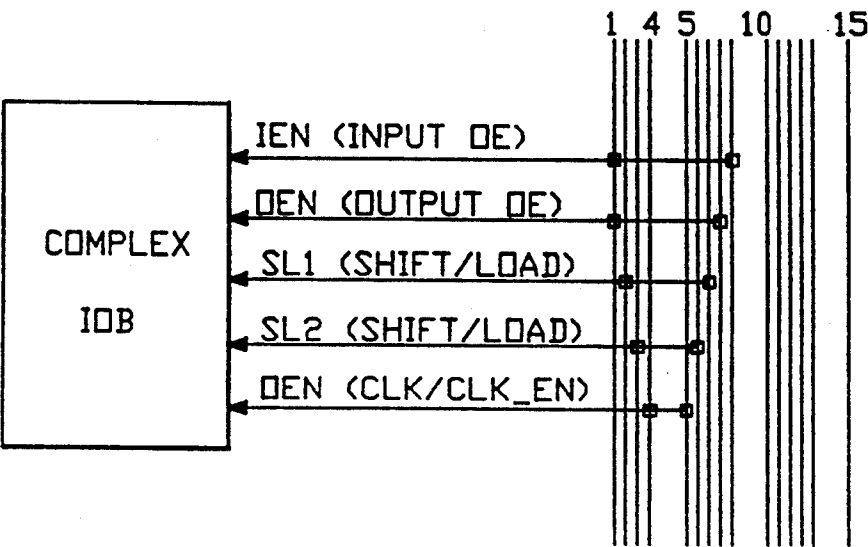 1 4 5 10 15
IEN (INPUT OE)
OEN (OUTPUT OE)
COMPLEX
SL1 (SHIFT/LOAD)
IOB
SL2 (SHIFT/LOAD)
OEN (CLK/CLK_EN)